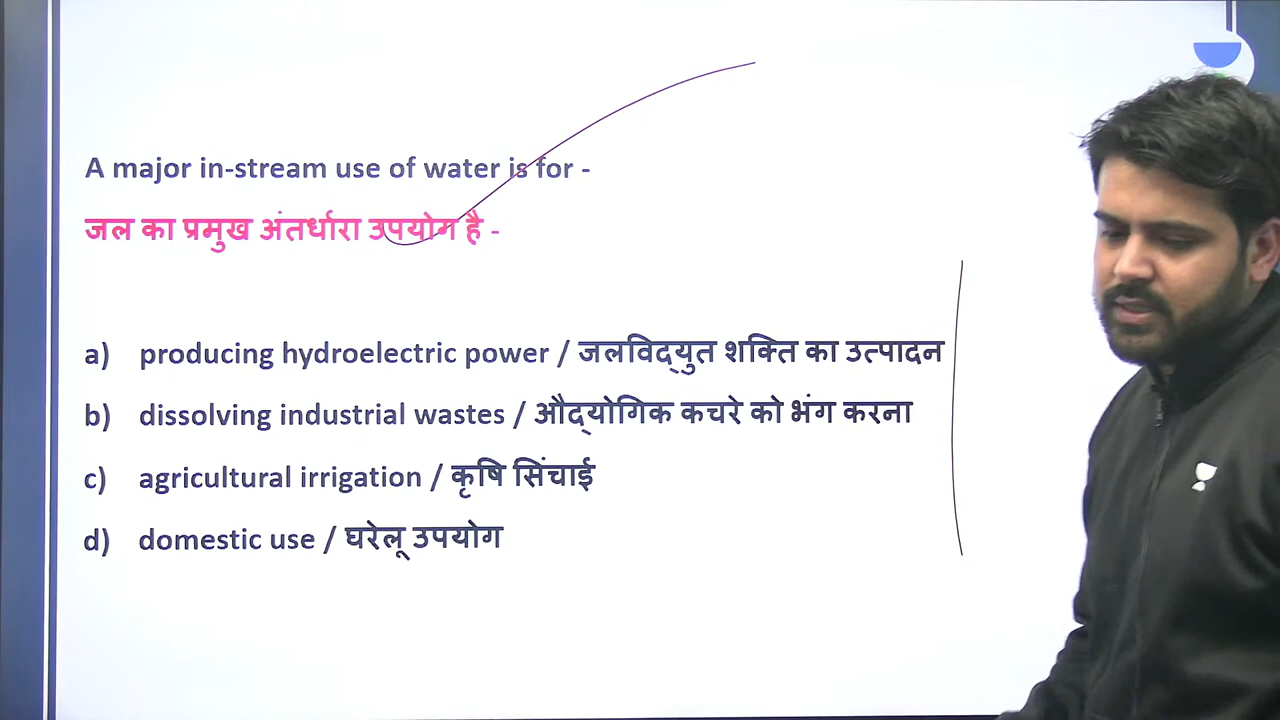 A major in-stream use of water is for -
जल का प्रमुख अंतर्धारा उपयोग है -
a) producing hydroelectric power / जलविद्युत शक्ति का उत्पादन
b) dissolving industrial wastes / औद्योगिक कचरे को भंग करना
c) agricultural irrigation / कृषि सिंचाई
d) domestic use / घरेलू उपयोग